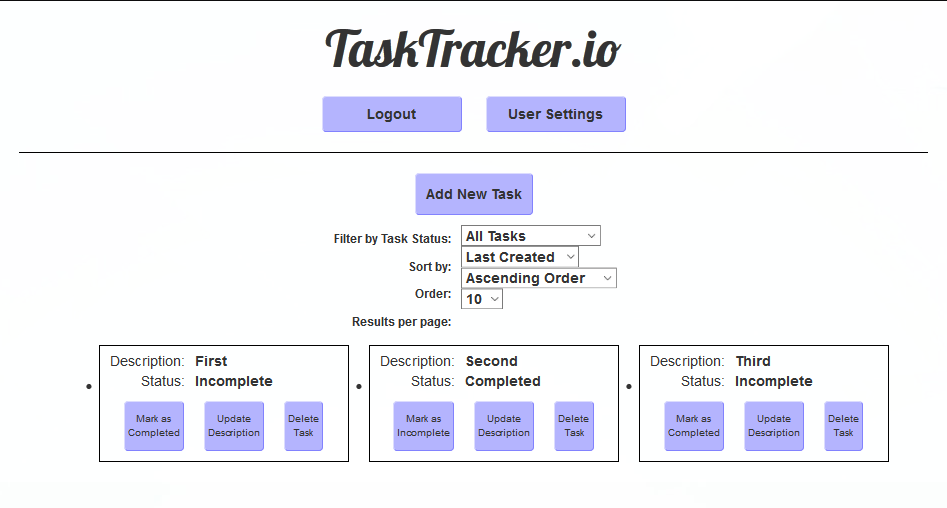 TaskTracker.io
Logout User Settings
Add New Task
Filter by Task Status: All Tasks
Sort by: Last Created
Order: Ascending Order
Results per page: 10
Description: First
Status: Incomplete
Mark as Completed
Update Description
Delete Task
Description: Second
Status: Completed
Mark as Incomplete
Update Description
Delete Task
Description: Third
Status: Incomplete
Mark as Completed
Update Description
Delete Task